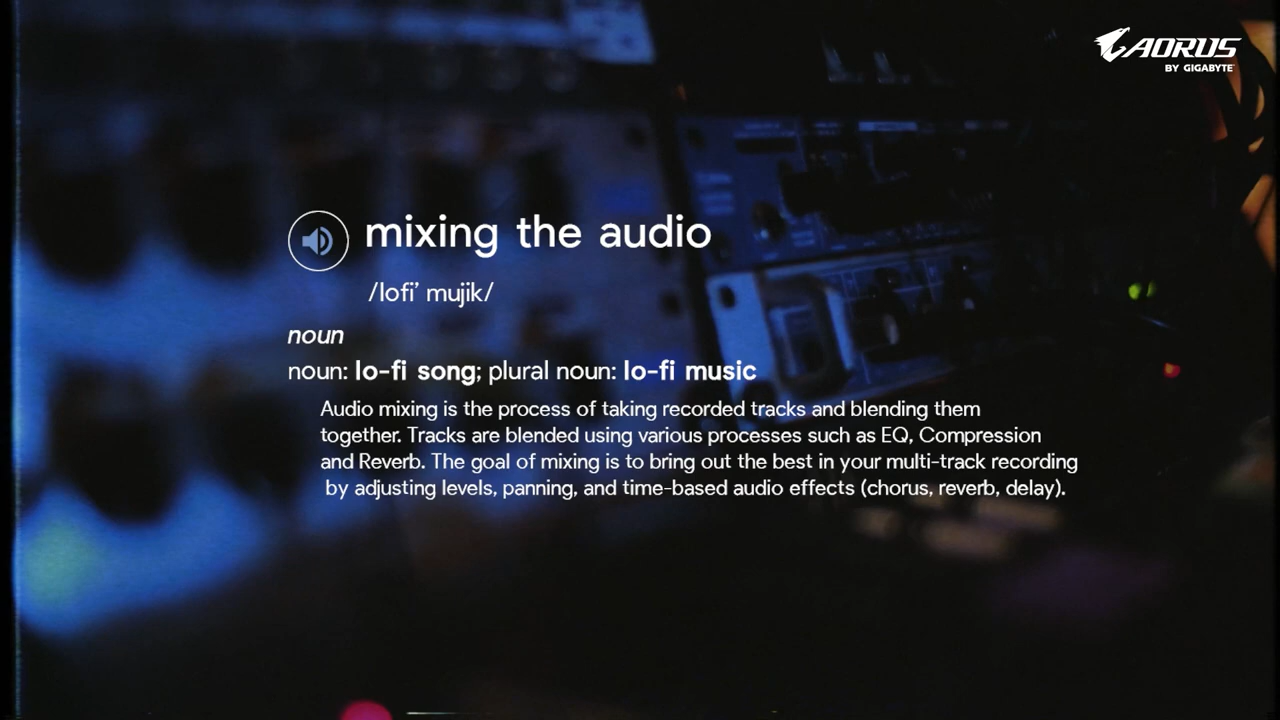 AORUS
BY GIGABYTE
mixing the audio
/lofi’ mujik/
noun
noun: lo-fi song; plural noun: lo-fi music
Audio mixing is the process of taking recorded tracks and blending them
together. Tracks are blended using various processes such as EQ, Compression
and Reverb. The goal of mixing is to bring out the best in your multi-track recording
by adjusting levels, panning, and time-based audio effects (chorus, reverb, delay).